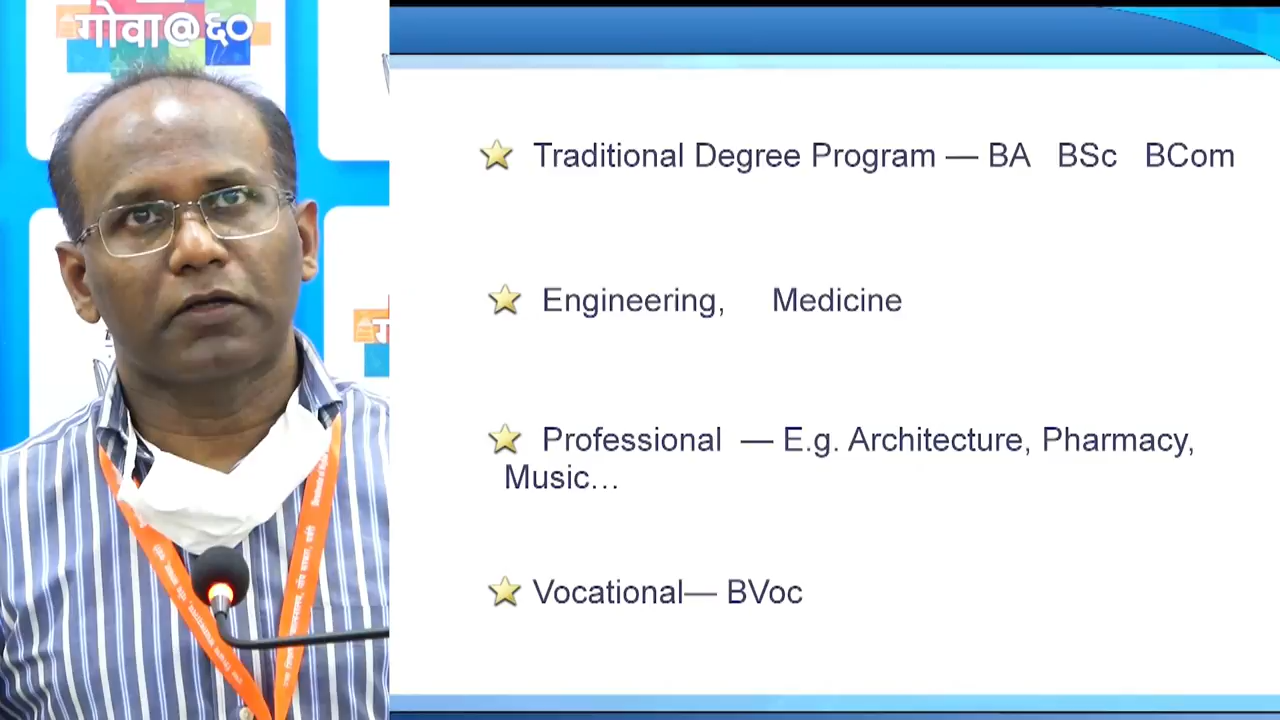 गोवा@६०
Traditional Degree Program — BA BSc BCom
Engineering, Medicine
Professional — E.g. Architecture, Pharmacy,
Music…
Vocational— BVoc